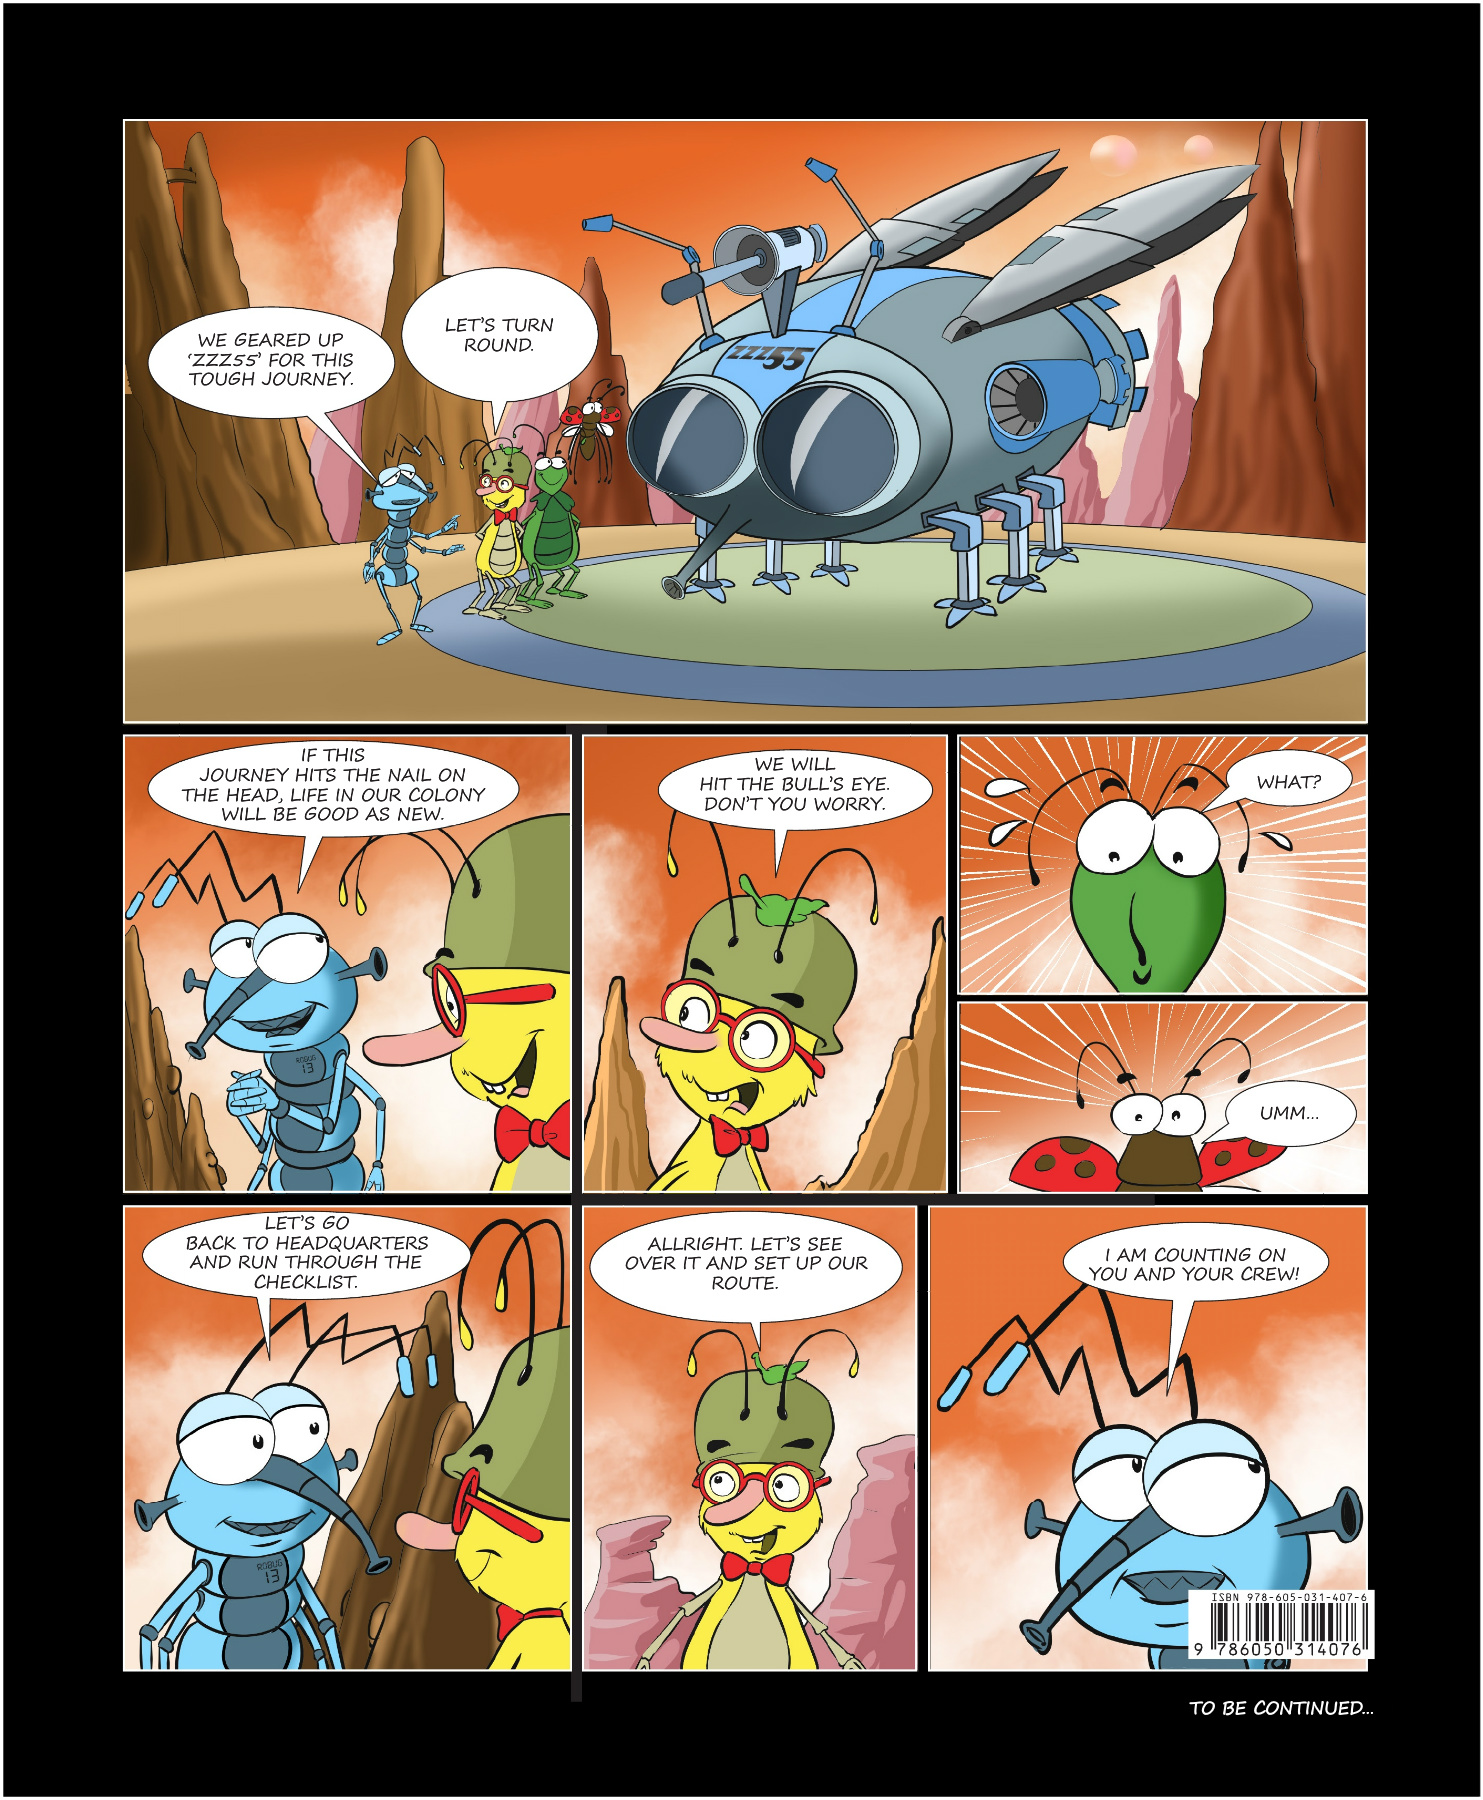 WE GEARED UP
'ZZZ55' FOR THIS
TOUGH JOURNEY.
LET'S TURN
ROUND.
ZZZ55
IF THIS
JOURNEY HITS THE NAIL ON
THE HEAD, LIFE IN OUR COLONY
WILL BE GOOD AS NEW.
ROBUG
13
WE WILL
HIT THE BULL'S EYE.
DON'T YOU WORRY.
WHAT?
UMM...
LET'S GO
BACK TO HEADQUARTERS
AND RUN THROUGH THE
CHECKLIST.
ROBUG
13
ALLRIGHT. LET'S SEE
OVER IT AND SET UP OUR
ROUTE.
I AM COUNTING ON
YOU AND YOUR CREW!
ISBN 978-605-031-407-6
9 786050 314076
TO BE CONTINUED...